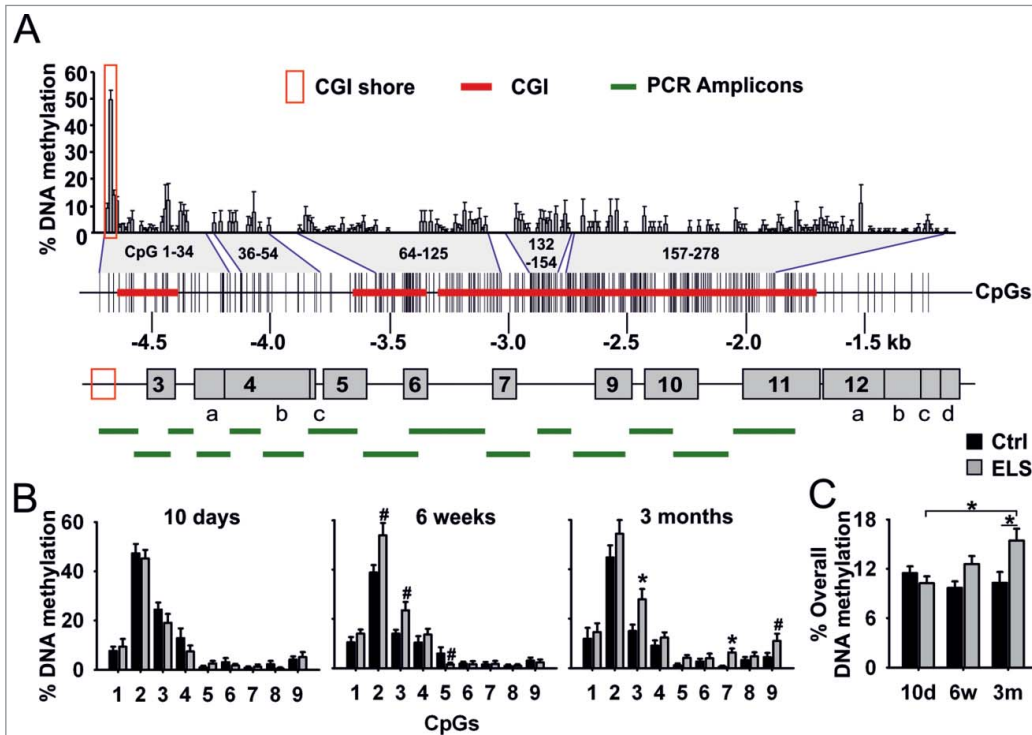 A
% DNA methylation
60
50
40
30
20
10
0
CGI shore
CGI
PCR Amplicons
CpG 1-34
36-54
64-125
132
-154
157-278
CpGs
-4.5 -4.0 -3.5 -3.0 -2.5 -2.0 -1.5 kb
3 4 5 6 7 9 10 11 12
a b c a b c d
Ctrl
ELS
B
% DNA methylation
60
40
20
0
10 days
1 2 3 4 5 6 7 8 9
6 weeks
# # #
1 2 3 4 5 6 7 8 9
3 months
* * #
1 2 3 4 5 6 7 8 9
CpGs
C
% Overall
DNA methylation
18
12
6
0
*
*
10d 6w 3m